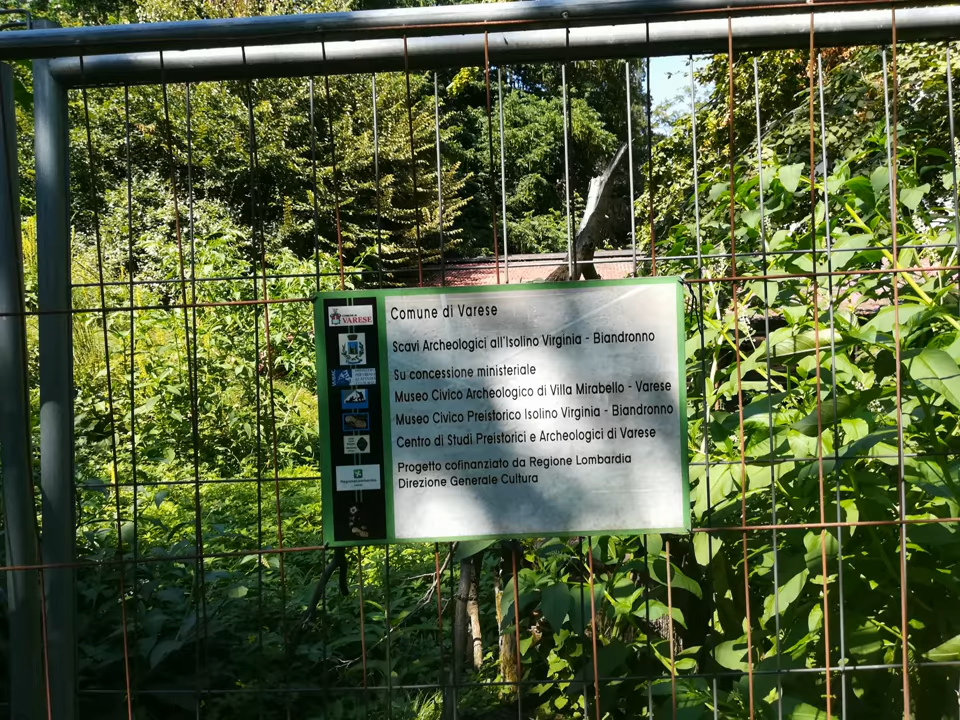 VARESE
Comune di Varese
Scavi Archeologici all'Isolino Virginia - Biandronno
Su concessione ministeriale
Museo Civico Archeologico di Villa Mirabello - Varese
Museo Civico Preistorico Isolino Virginia - Biandronno
Centro di Studi Preistorici e Archeologici di Varese
Progetto cofinanziato da Regione Lombardia
Direzione Generale Cultura